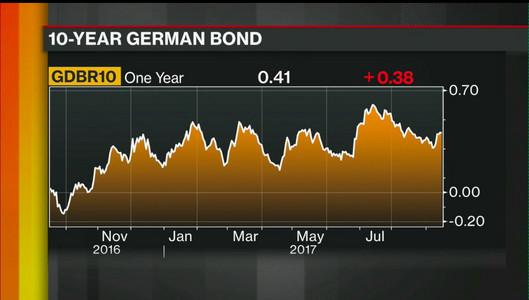 10-YEAR GERMAN BOND
GDBR10 One Year 0.41 +0.38
0.70
0.00
-0.20
Nov Jan Mar May Jul
2016 2017